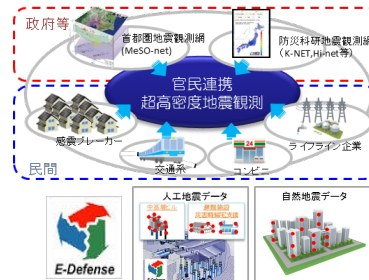 政府等
首都圏地震観測網
(MeSO-net)
防災科研地震観測網
(K-NET,Hi-net等)
官民連携
超高密度地震観測
感震ブレーカー
交通系
コンビニ
ライフライン企業
民間
人工地震データ
自然地震データ
E-Defense